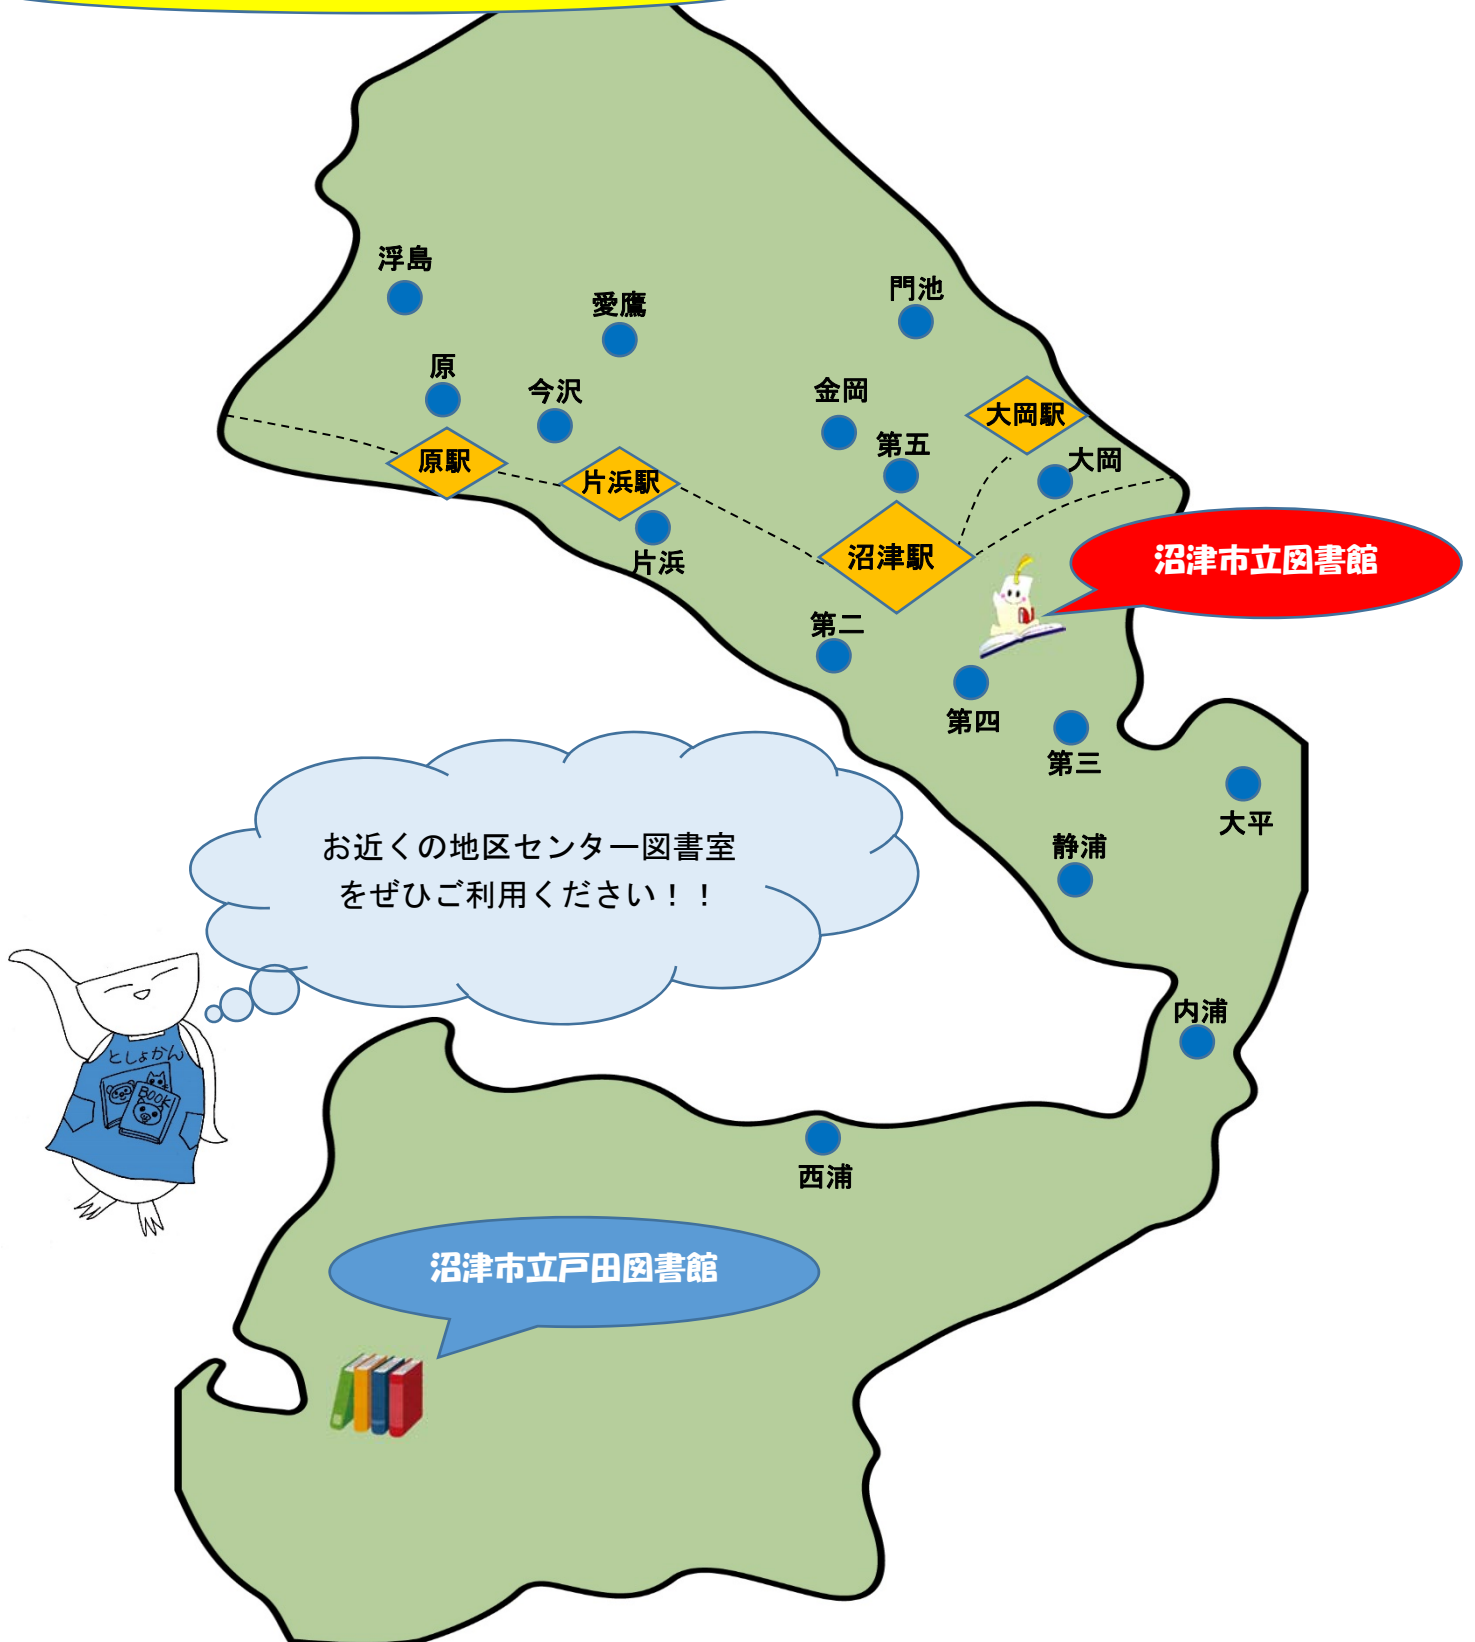 浮島
愛鷹
門池
原
今沢
金岡
大岡駅
第五
大岡
原駅
片浜駅
沼津駅
片浜
沼津市立図書館
第二
第四
第三
大平
静浦
お近くの地区センター図書室
をぜひご利用ください！！
内浦
としょかん
BOOK
西浦
沼津市立戸田図書館